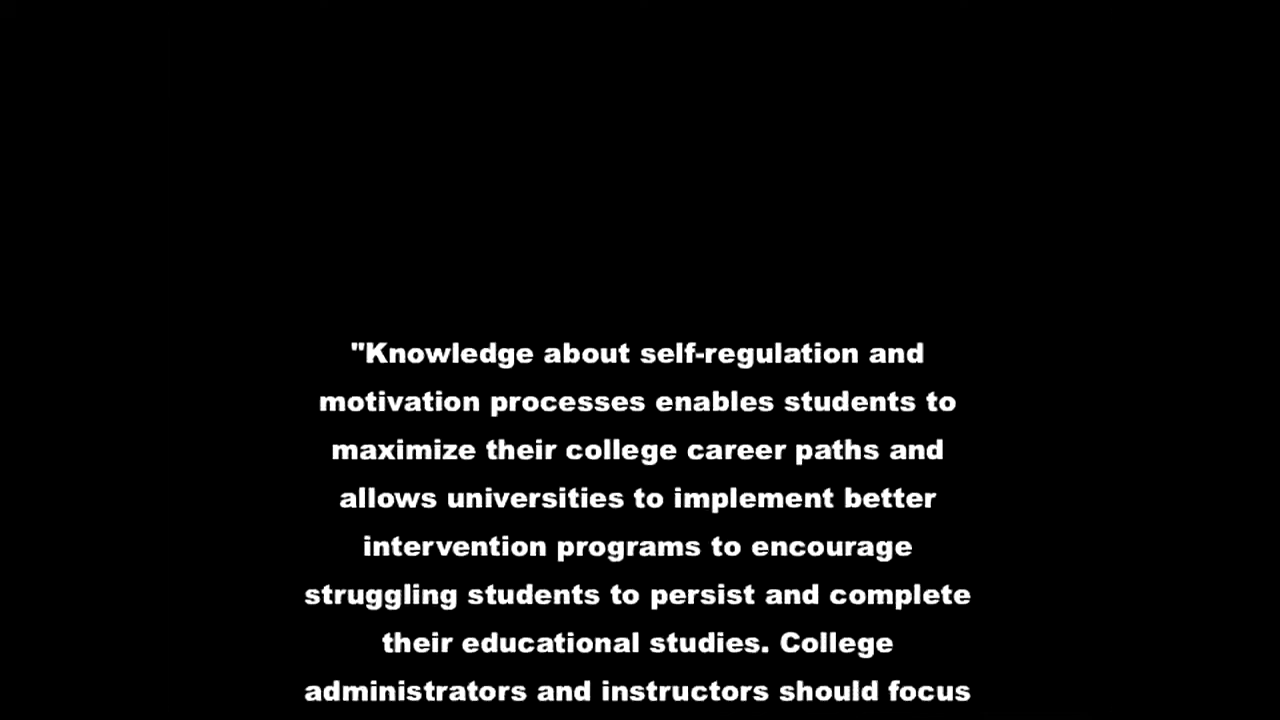 "Knowledge about self-regulation and
motivation processes enables students to
maximize their college career paths and
allows universities to implement better
intervention programs to encourage
struggling students to persist and complete
their educational studies. College
administrators and instructors should focus